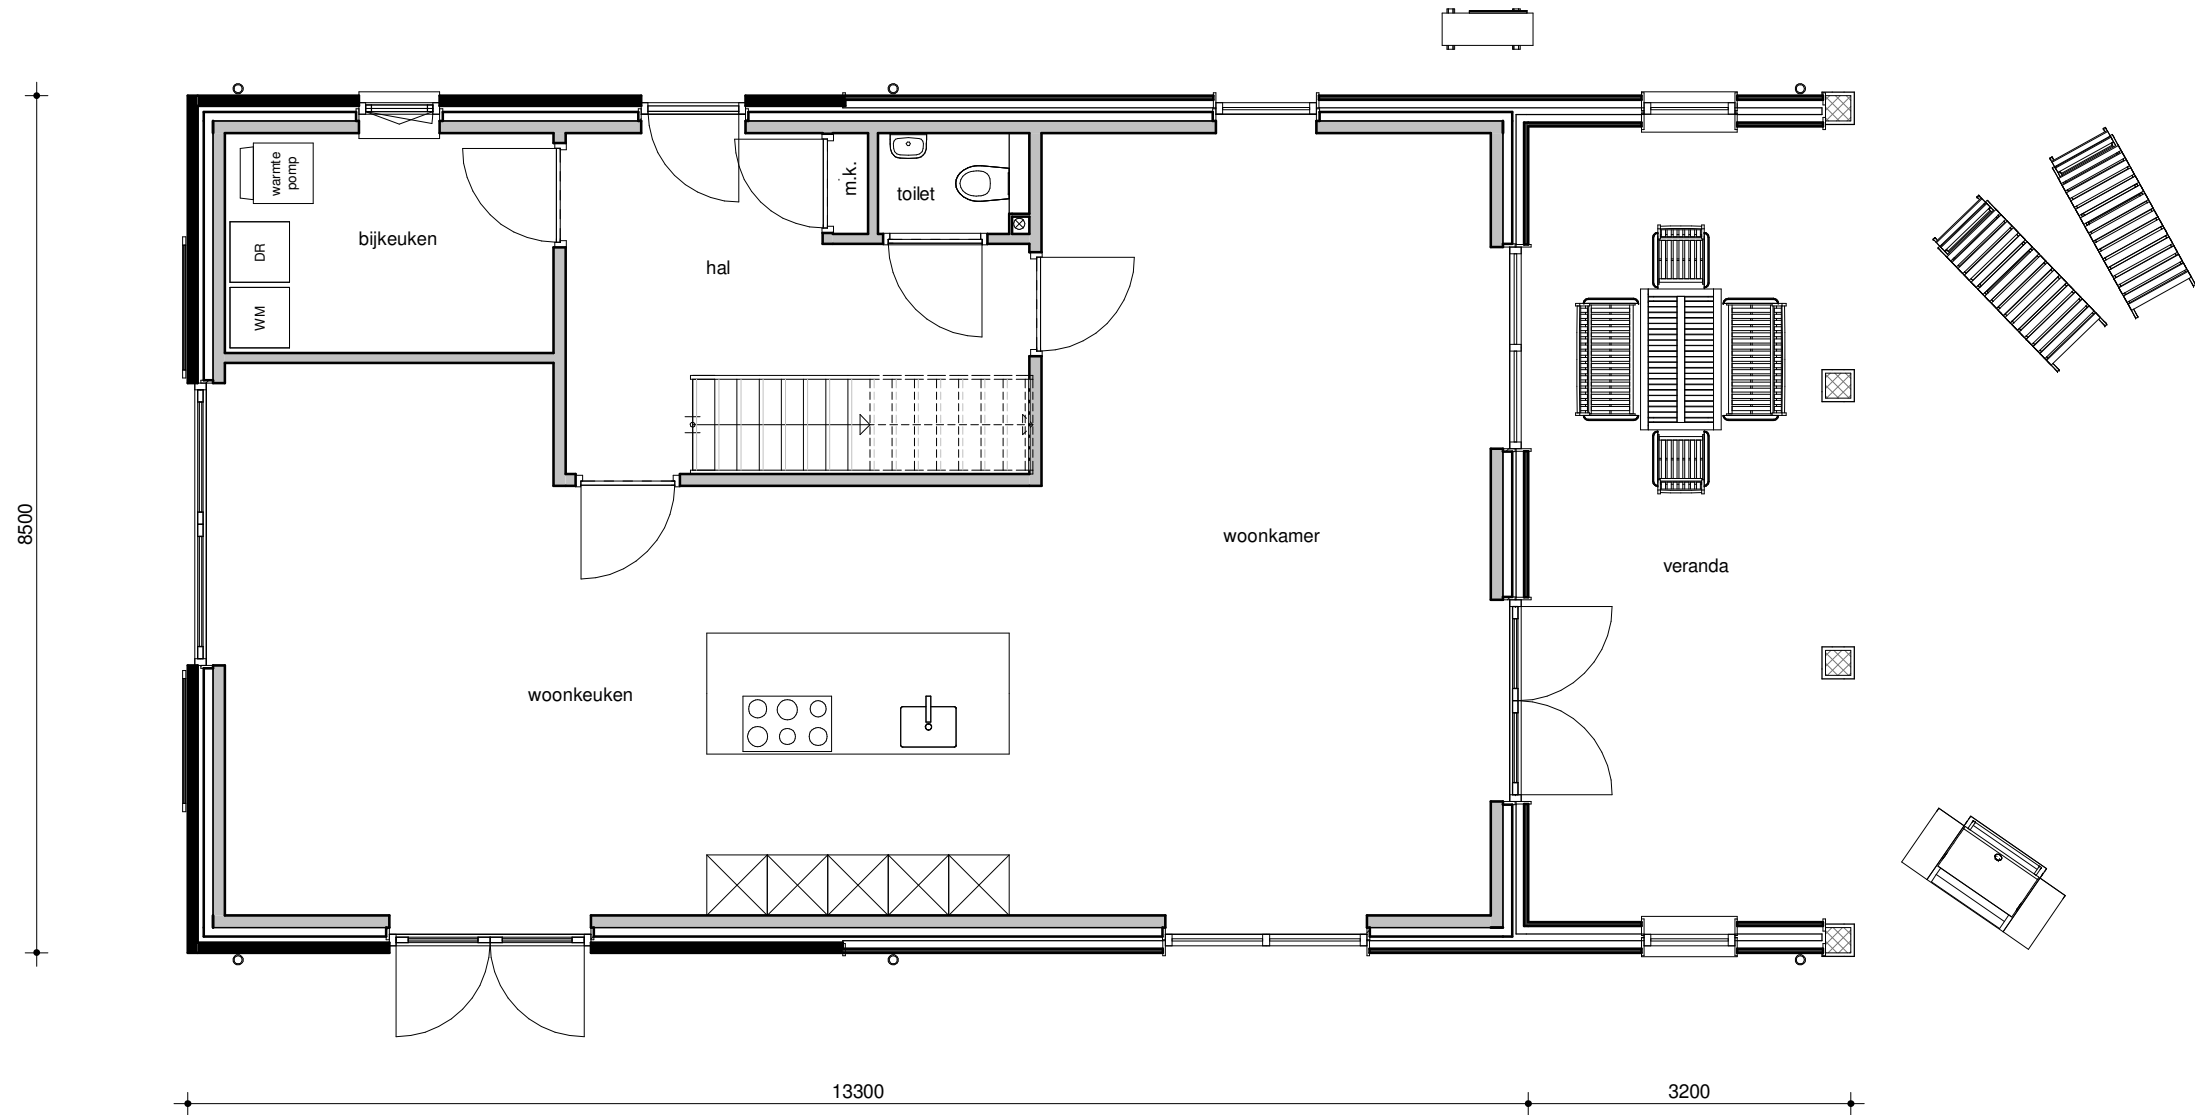 warmte
pomp
m.k.
toilet
bijkeuken
DR
hal
WM
8500
woonkamer
veranda
woonkeuken
13300
3200